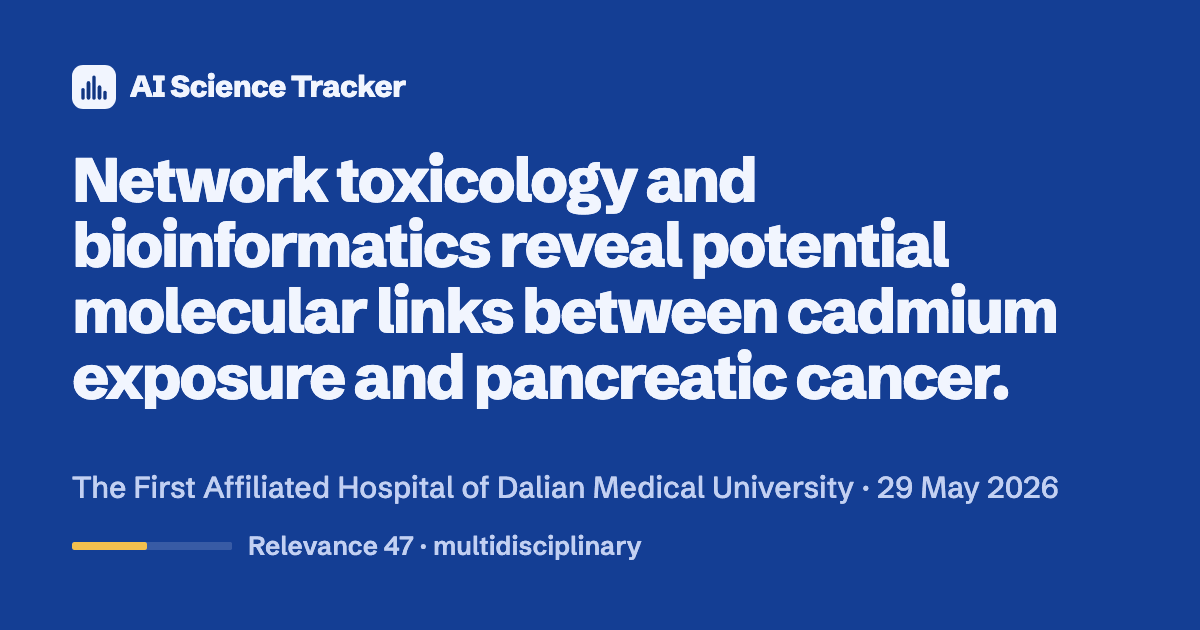 AI Science Tracker
Network toxicology and
bioinformatics reveal potential
molecular links between cadmium
exposure and pancreatic cancer.
The First Affiliated Hospital of Dalian Medical University · 29 May 2026
Relevance 47 · multidisciplinary